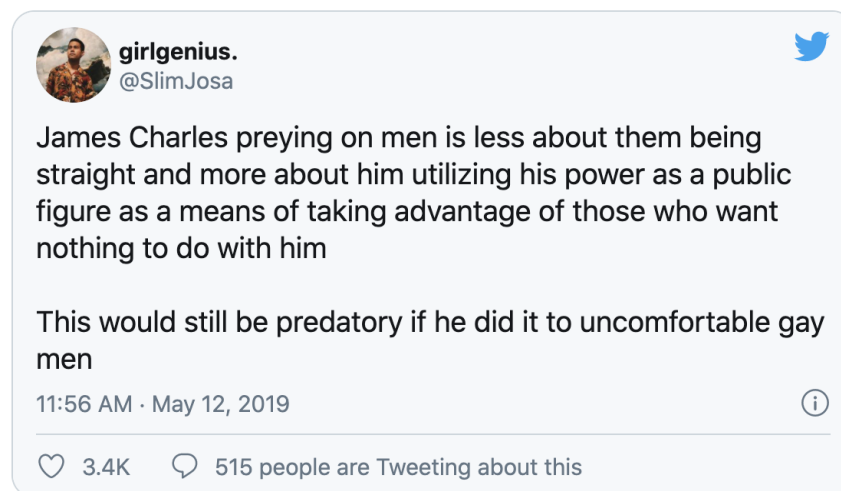 girlgenius.
@SlimJosa
James Charles preying on men is less about them being
straight and more about him utilizing his power as a public
figure as a means of taking advantage of those who want
nothing to do with him
This would still be predatory if he did it to uncomfortable gay
men
11:56 AM · May 12, 2019
3.4K 515 people are Tweeting about this